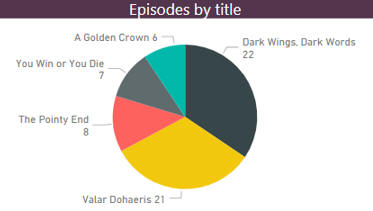 Episodes by title
A Golden Crown 6
Dark Wings, Dark Words
22
You Win or You Die
7
The Pointy End
8
Valar Dohaeris 21